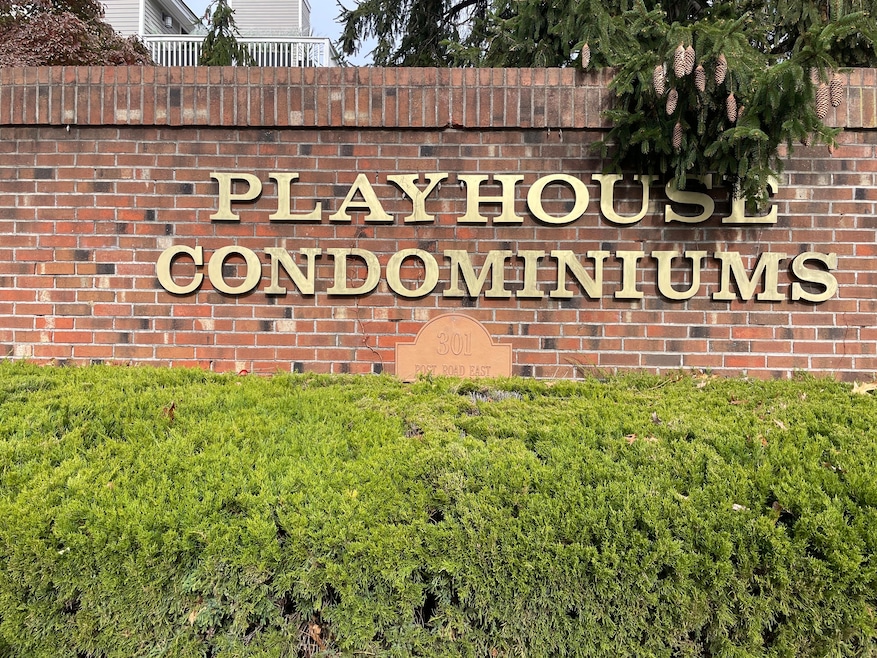 PLAYHOUSE
CONDOMINIUMS
301
POST ROAD EAST